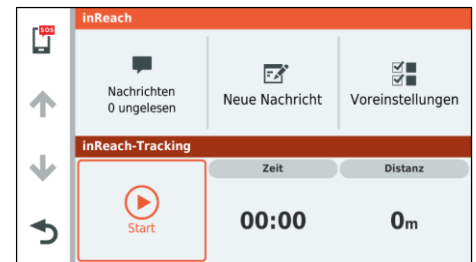 SOS
inReach
Nachrichten
0 ungelesen
Neue Nachricht
Voreinstellungen
inReach-Tracking
Zeit
Distanz
Start
00:00
0m